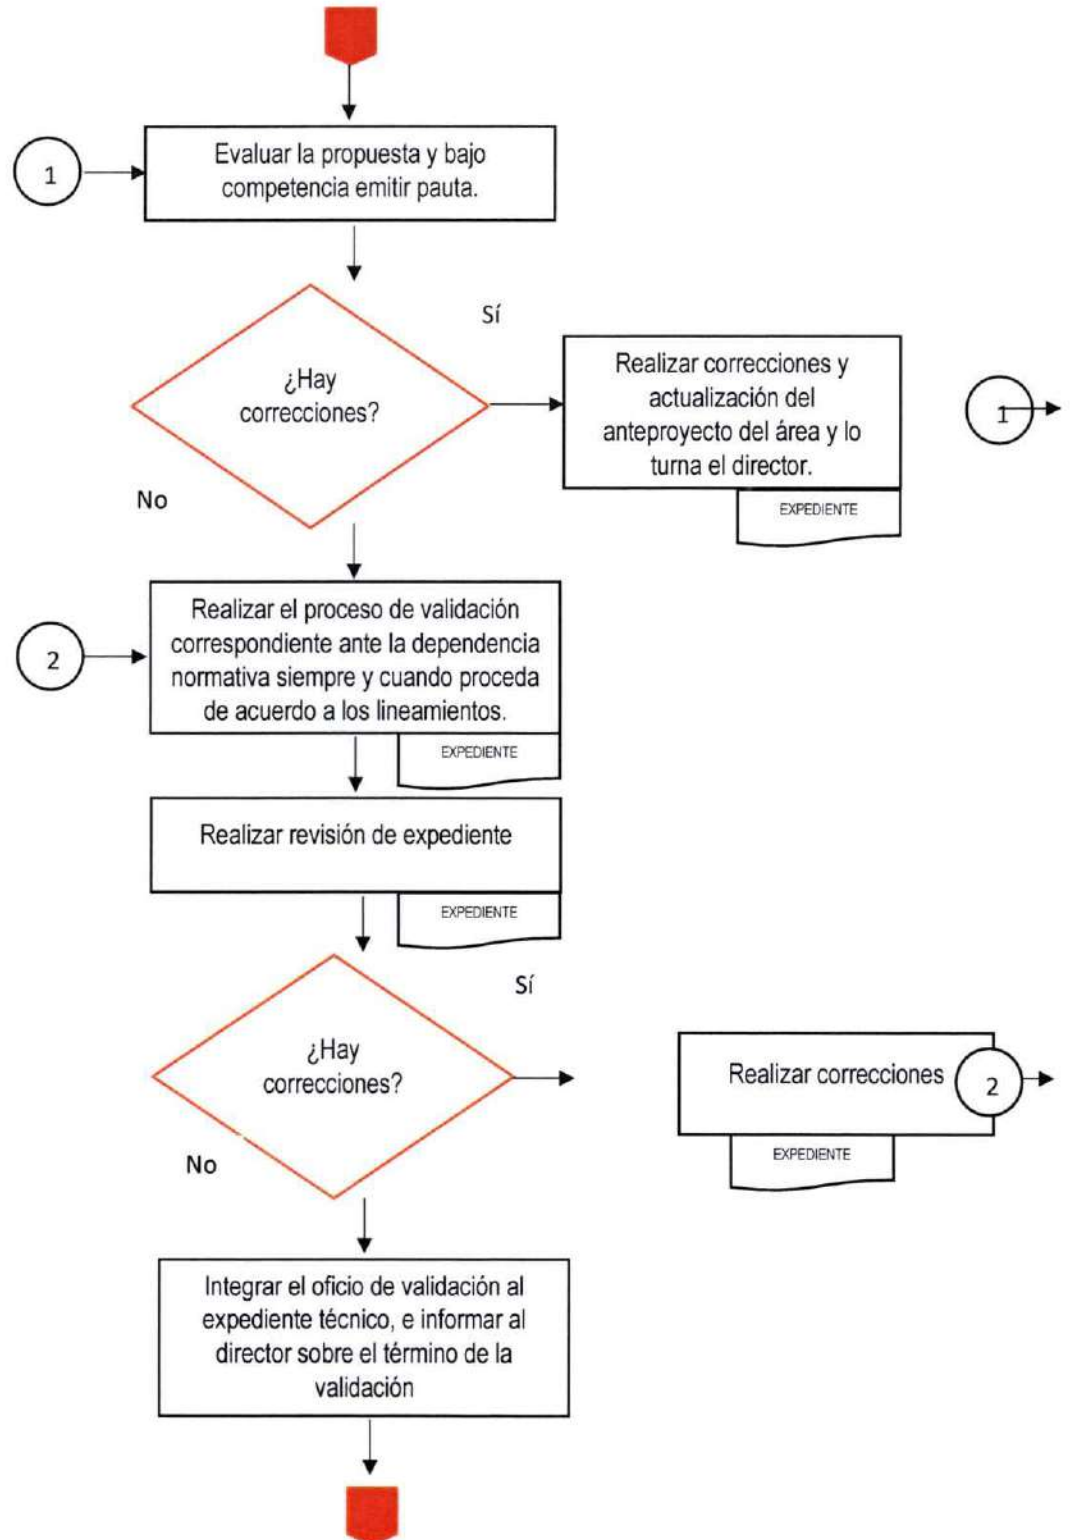 1
Evaluar la propuesta y bajo
competencia emitir pauta.
Sí
¿Hay
correcciones?
Realizar correcciones y
actualización del
anteproyecto del área y lo
turna el director.
1
EXPEDIENTE
No
2
Realizar el proceso de validación
correspondiente ante la dependencia
normativa siempre y cuando proceda
de acuerdo a los lineamientos.
EXPEDIENTE
Realizar revisión de expediente
EXPEDIENTE
Sí
¿Hay
correcciones?
Realizar correcciones
2
EXPEDIENTE
No
Integrar el oficio de validación al
expediente técnico, e informar al
director sobre el término de la
validación